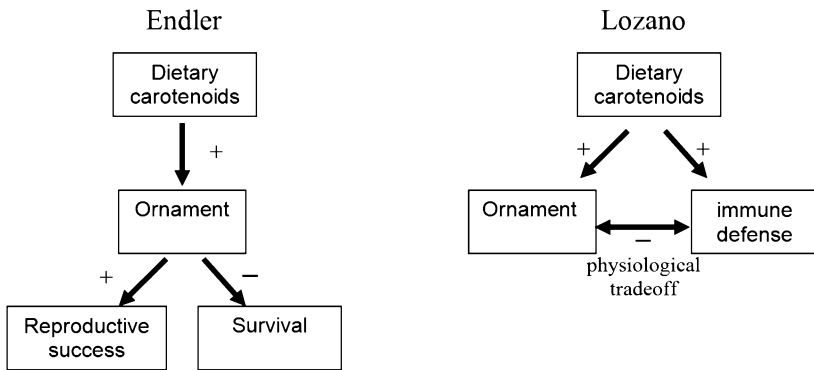 Endler
Dietary
carotenoids
+
Ornament
+
−
Reproductive
success
Survival
Lozano
Dietary
carotenoids
+
+
Ornament
immune
defense
−
physiological
tradeoff